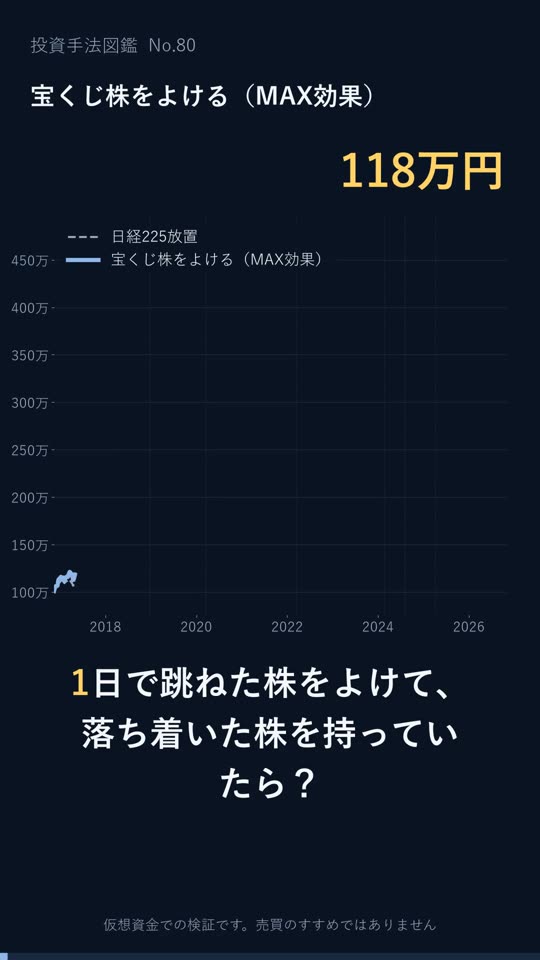 投資手法図鑑 No.80
宝くじ株をよける（MAX効果）
118万円
日経225放置
宝くじ株をよける（MAX効果）
450万
400万
350万
300万
250万
200万
150万
100万
2018 2020 2022 2024 2026
1日で跳ねた株をよけて、
落ち着いた株を持ってい
たら？
仮想資金での検証です。売買のすすめではありません